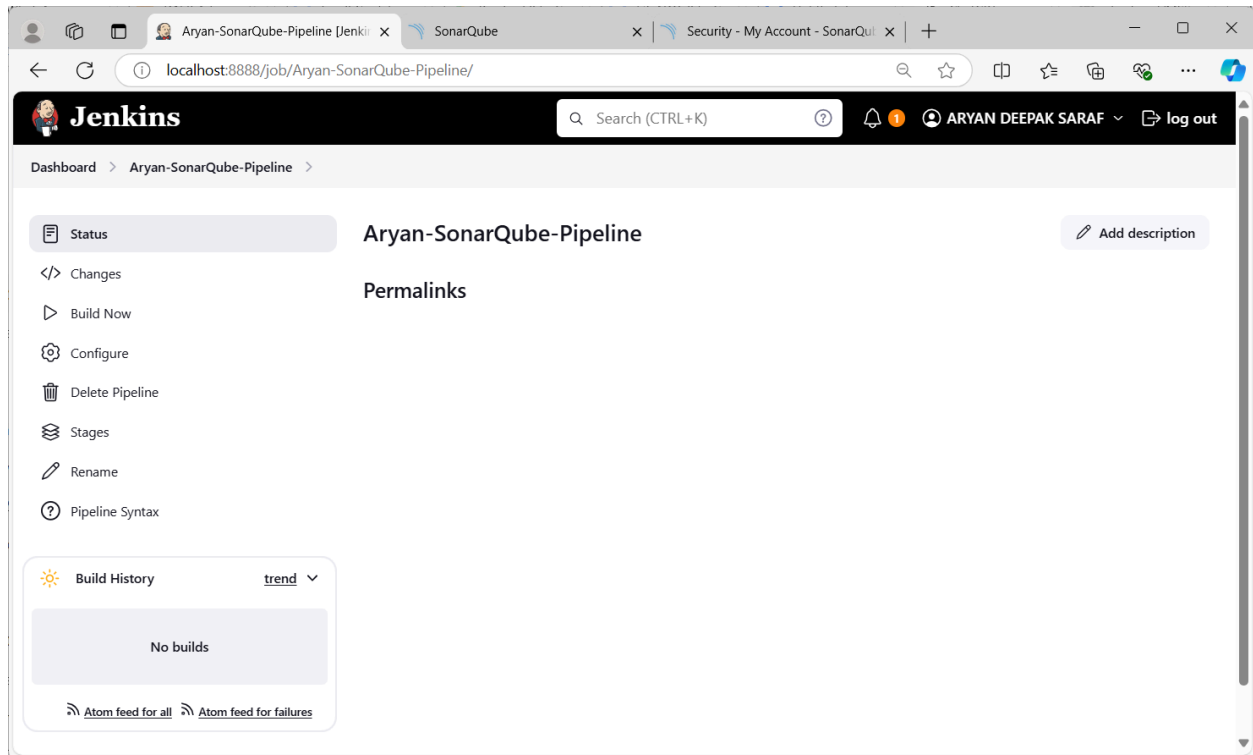 Aryan-SonarQube-Pipeline [Jenki
SonarQube
Security - My Account - SonarQu
localhost:8888/job/Aryan-SonarQube-Pipeline/
Jenkins
Search (CTRL+K)
1
ARYAN DEEPAK SARAF
log out
Dashboard > Aryan-SonarQube-Pipeline >
Status
Changes
Build Now
Configure
Delete Pipeline
Stages
Rename
Pipeline Syntax
Aryan-SonarQube-Pipeline
Add description
Permalinks
Build History
trend
No builds
Atom feed for all
Atom feed for failures